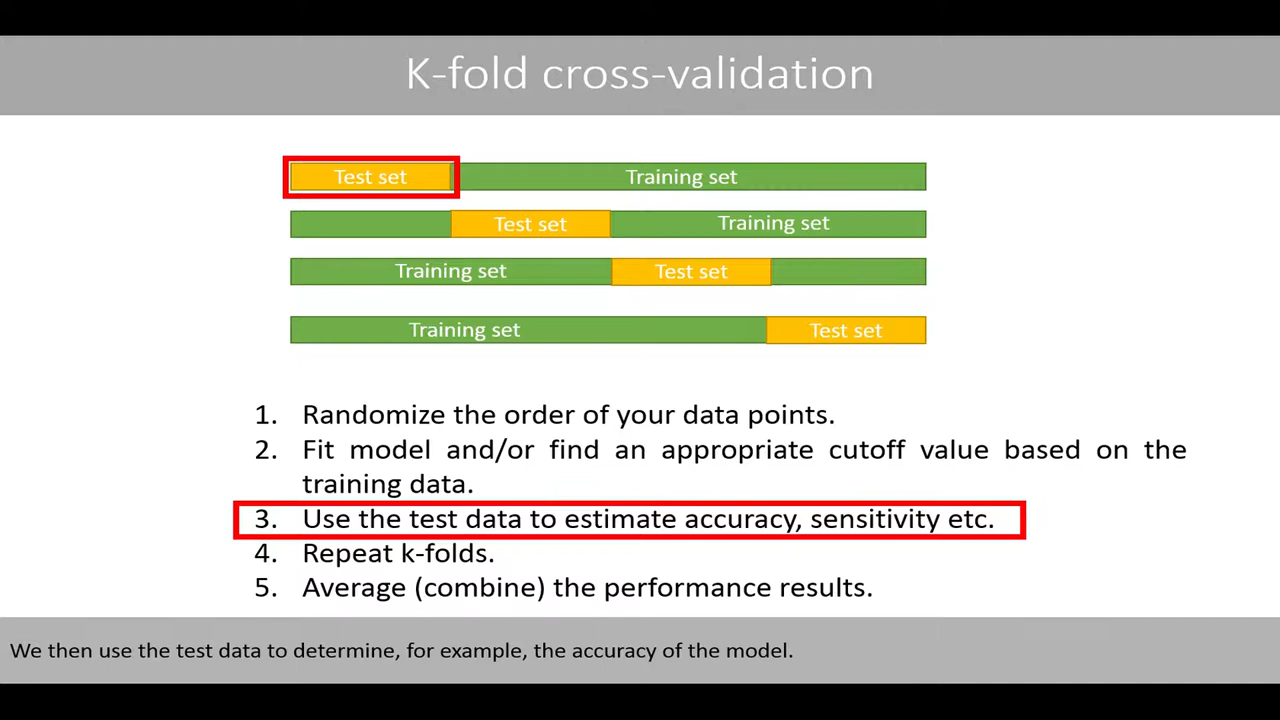 K-fold cross-validation
Test set Training set
Test set Training set
Training set Test set
Training set Test set
1. Randomize the order of your data points.
2. Fit model and/or find an appropriate cutoff value based on the
training data.
3. Use the test data to estimate accuracy, sensitivity etc.
4. Repeat k-folds.
5. Average (combine) the performance results.
We then use the test data to determine, for example, the accuracy of the model.